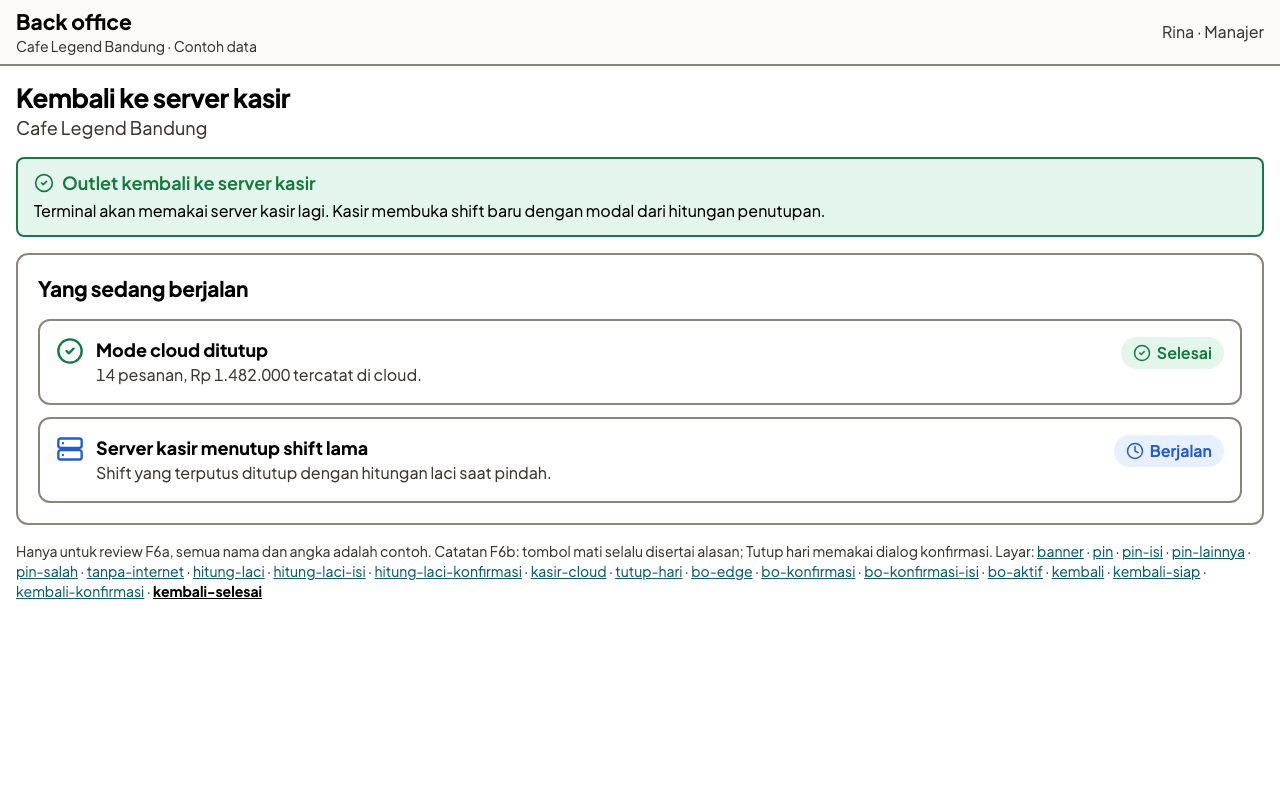 Back office
Cafe Legend Bandung · Contoh data
Rina · Manajer
Kembali ke server kasir
Cafe Legend Bandung
Outlet kembali ke server kasir
Terminal akan memakai server kasir lagi. Kasir membuka shift baru dengan modal dari hitungan penutupan.
Yang sedang berjalan
Mode cloud ditutup
Selesai
14 pesanan, Rp 1.482.000 tercatat di cloud.
Server kasir menutup shift lama
Berjalan
Shift yang terputus ditutup dengan hitungan laci saat pindah.
Hanya untuk review F6a, semua nama dan angka adalah contoh. Catatan F6b: tombol mati selalu disertai alasan; Tutup hari memakai dialog konfirmasi. Layar: banner · pin · pin-isi · pin-lainnya ·
pin-salah · tanpa-internet · hitung-laci · hitung-laci-isi · hitung-laci-konfirmasi · kasir-cloud · tutup-hari · bo-edge · bo-konfirmasi · bo-konfirmasi-isi · bo-aktif · kembali · kembali-siap ·
kembali-konfirmasi · kembali-selesai